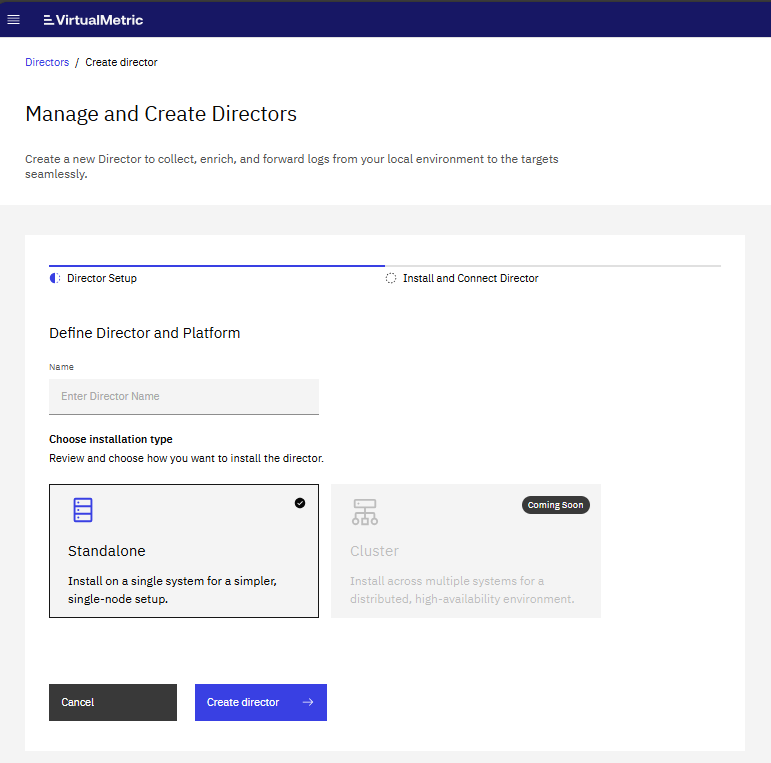 VirtualMetric
Directors / Create director
Manage and Create Directors
Create a new Director to collect, enrich, and forward logs from your local environment to the targets
seamlessly.
Director Setup
Install and Connect Director
Define Director and Platform
Name
Enter Director Name
Choose installation type
Review and choose how you want to install the director.
Standalone
Install on a single system for a simpler,
single-node setup.
Coming Soon
Cluster
Install across multiple systems for a
distributed, high-availability environment.
Cancel
Create director